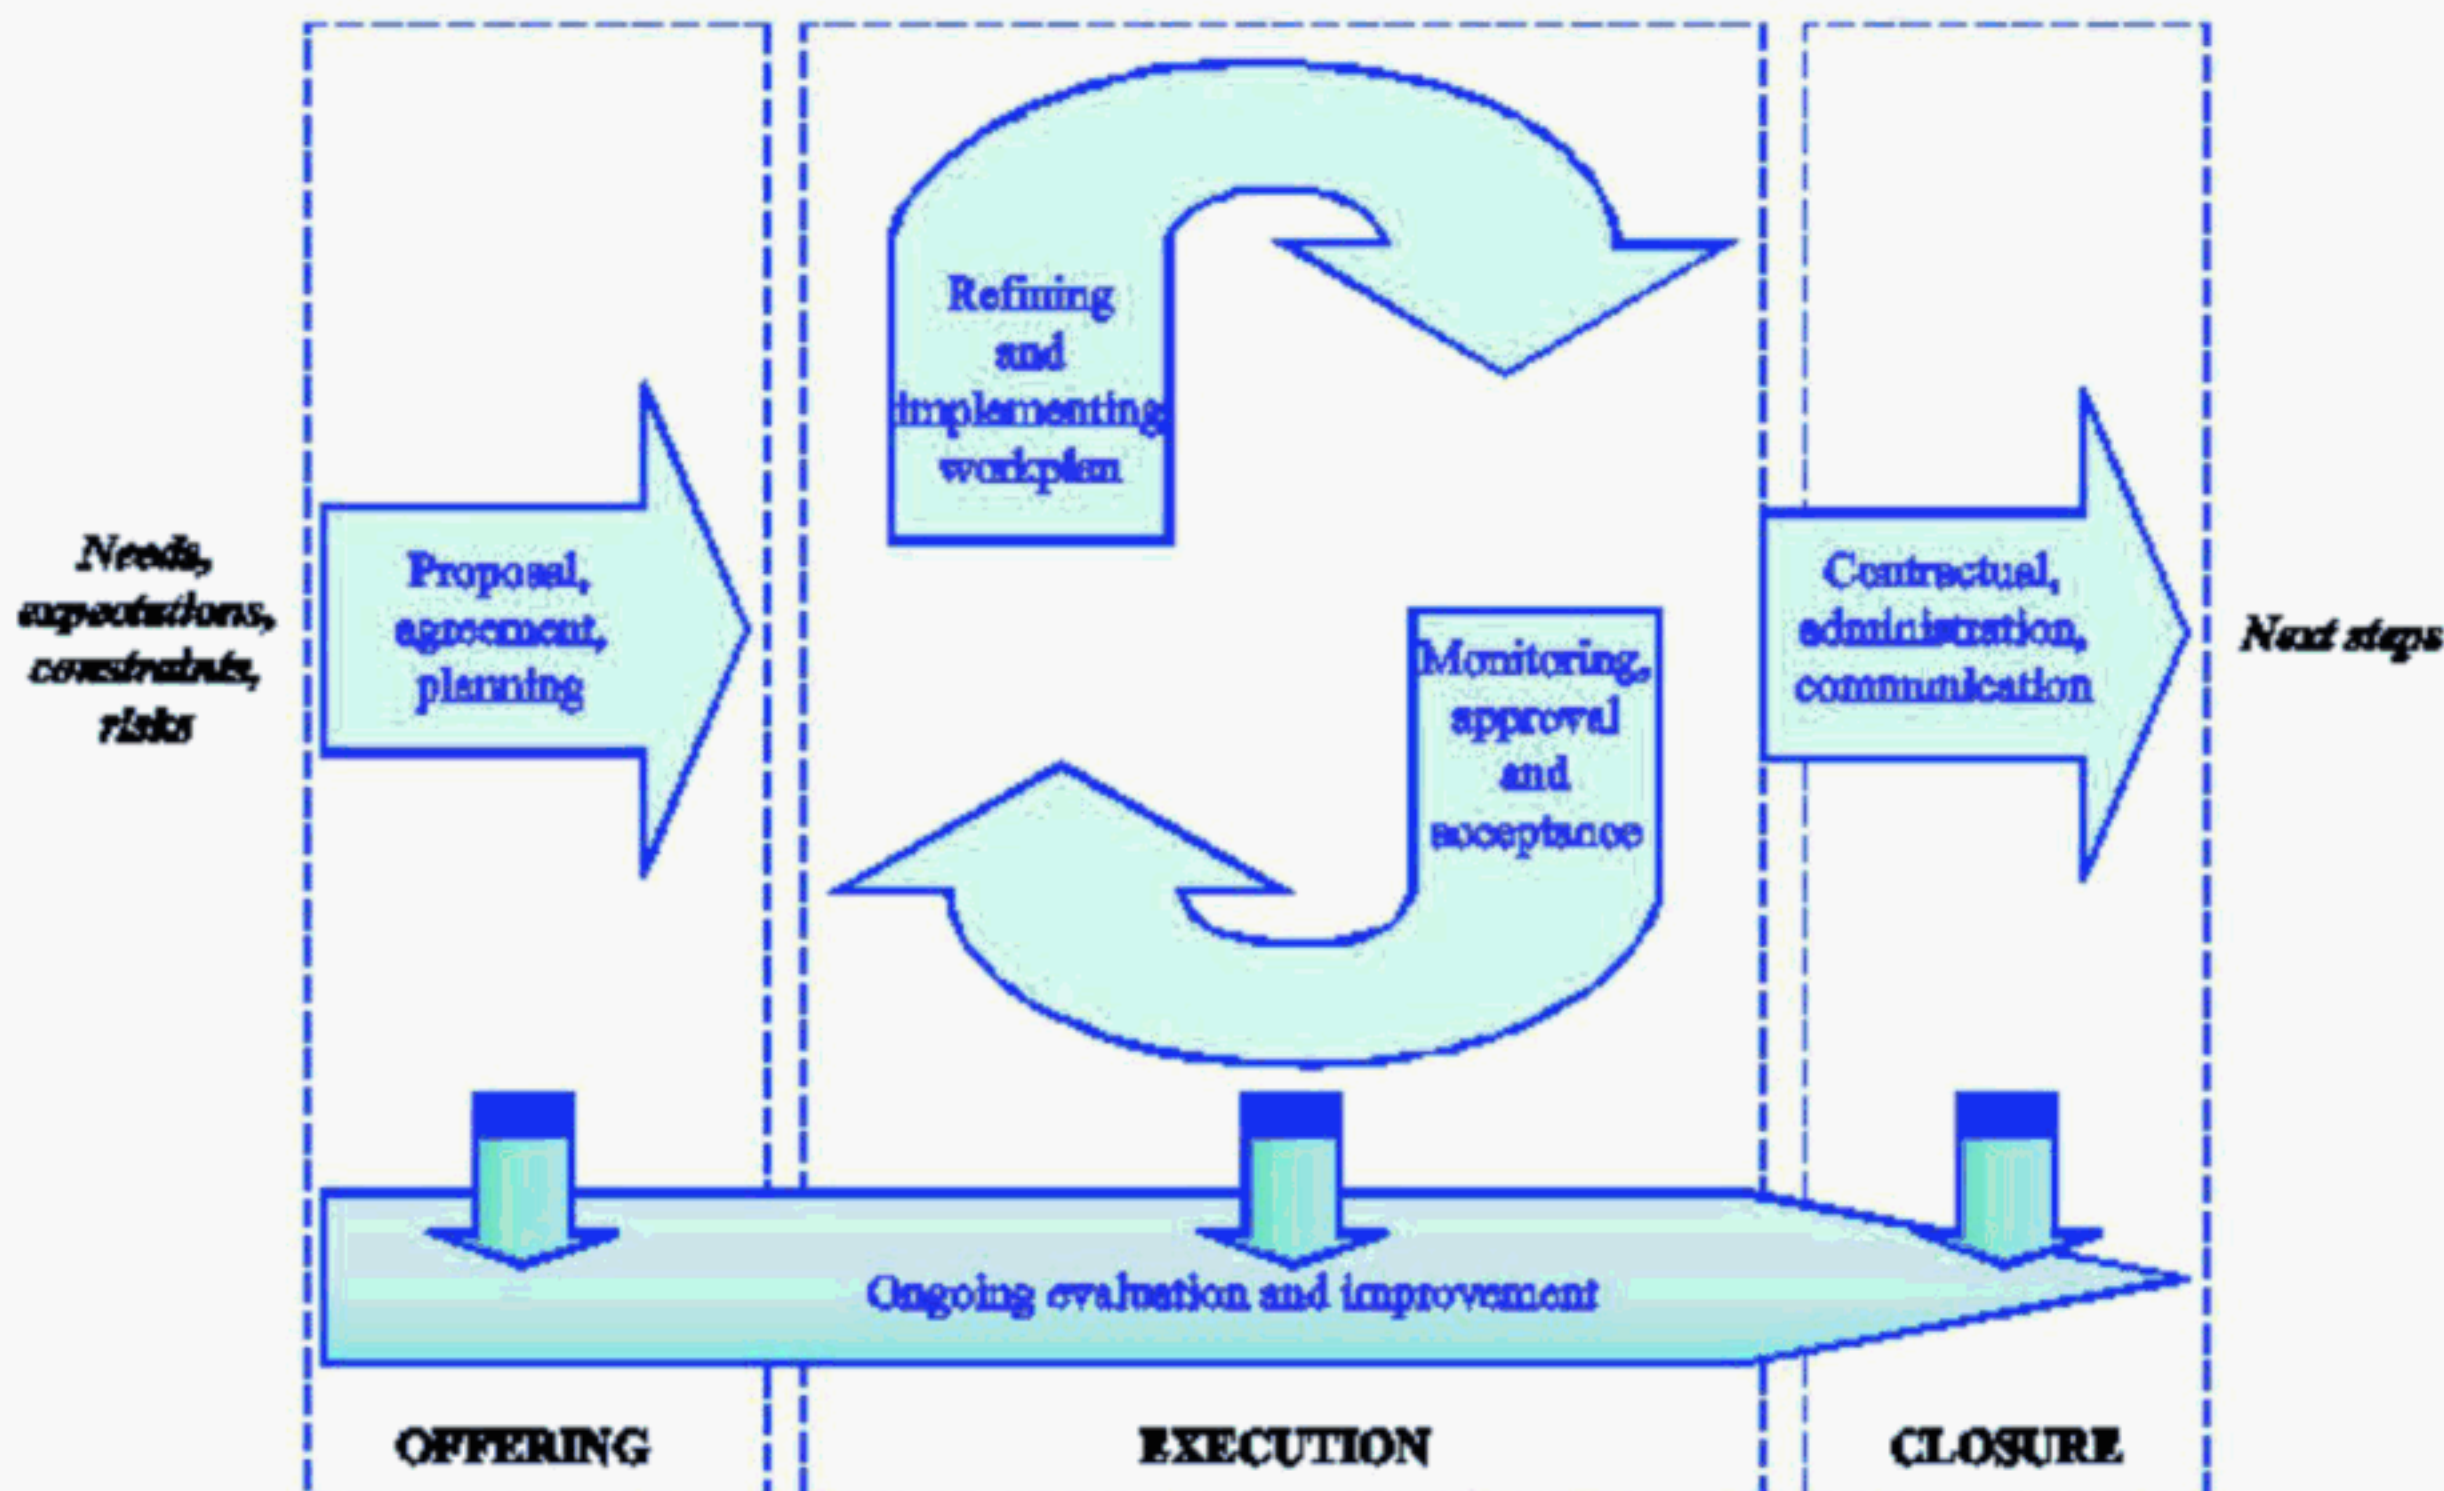 Needs,
expectations,
constraints,
risks
Proposal,
agreement,
planning
Refining
and
implementing
workplan
Monitoring,
approval
and
acceptance
Contractual,
administration,
communication
Next steps
Ongoing evaluation and improvement
OFFERING
EXECUTION
CLOSURE